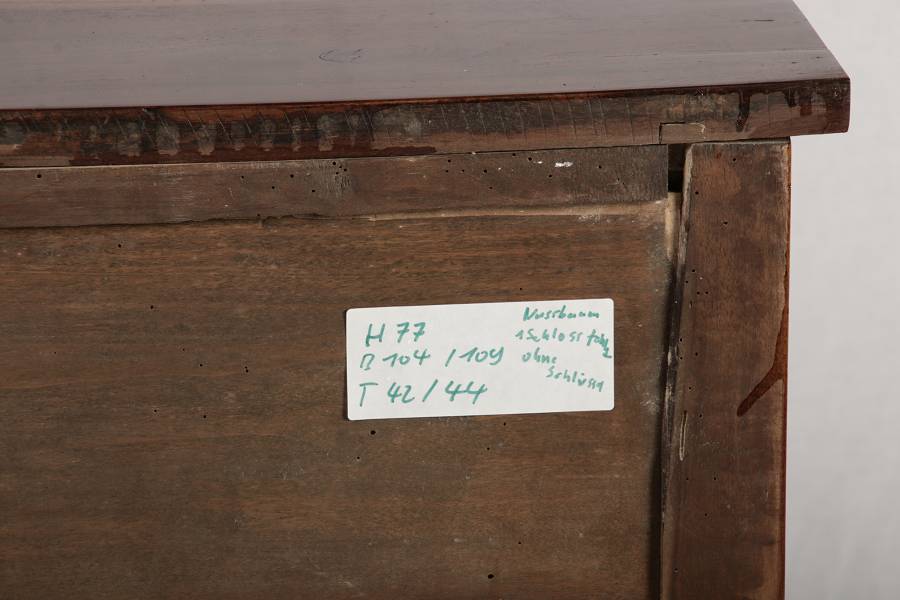 H 77
B 104 / 109
T 42 / 44
Nussbaum
1 Schloss fehlt
ohne
Schlüssel